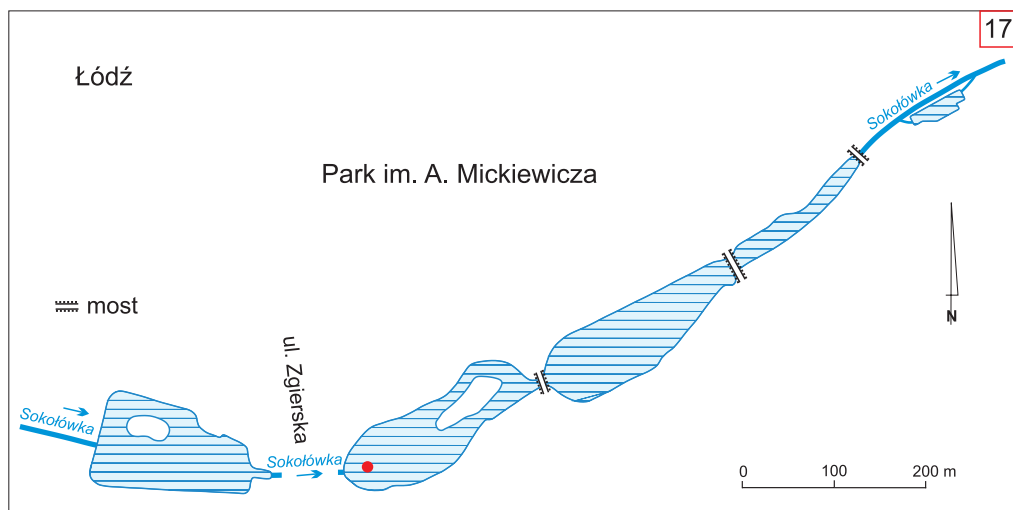 17
Łódź
Sokołówka
Park im. A. Mickiewicza
most
N
ul. Zgierska
Sokołówka
Sokołówka
0 100 200 m